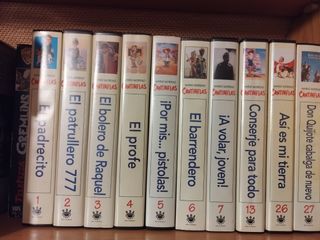 GREMLINS
CANTINFLAS
El padrecito
1
CANTINFLAS
El patrullero 777
2
CANTINFLAS
El bolero de Raquel
3
CANTINFLAS
El profe
4
CANTINFLAS
¡Por mis... pistolas!
5
CANTINFLAS
El barrendero
6
CANTINFLAS
¡A volar, joven!
7
CANTINFLAS
Conserje para todo
13
CANTINFLAS
Así es mi tierra
26
CANTINFLAS
Don Quijote cabalga de nuevo
27